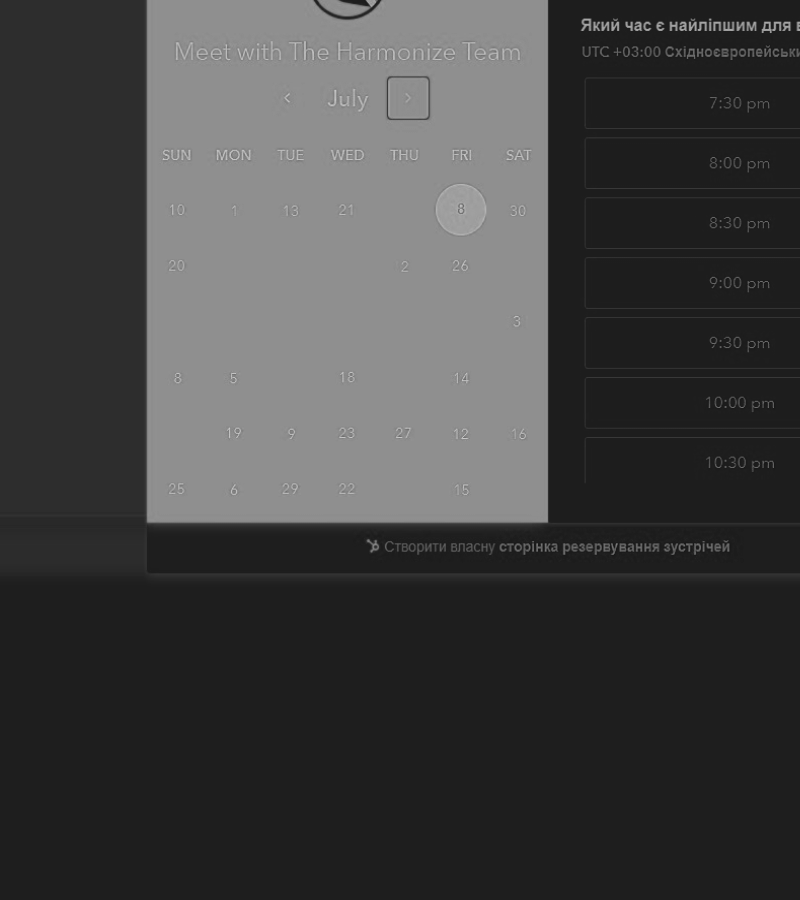 Meet with The Harmonize Team
July
SUN MON TUE WED THU FRI SAT
10 1 13 21 8 30
20 2 26
3
8 5 18 14
19 9 23 27 12 16
25 6 29 22 15
Який час є найліпшим для
UTC +03:00
7:30 pm
8:00 pm
8:30 pm
9:00 pm
9:30 pm
10:00 pm
10:30 pm
Створити власну сторінка резервування зустрічей